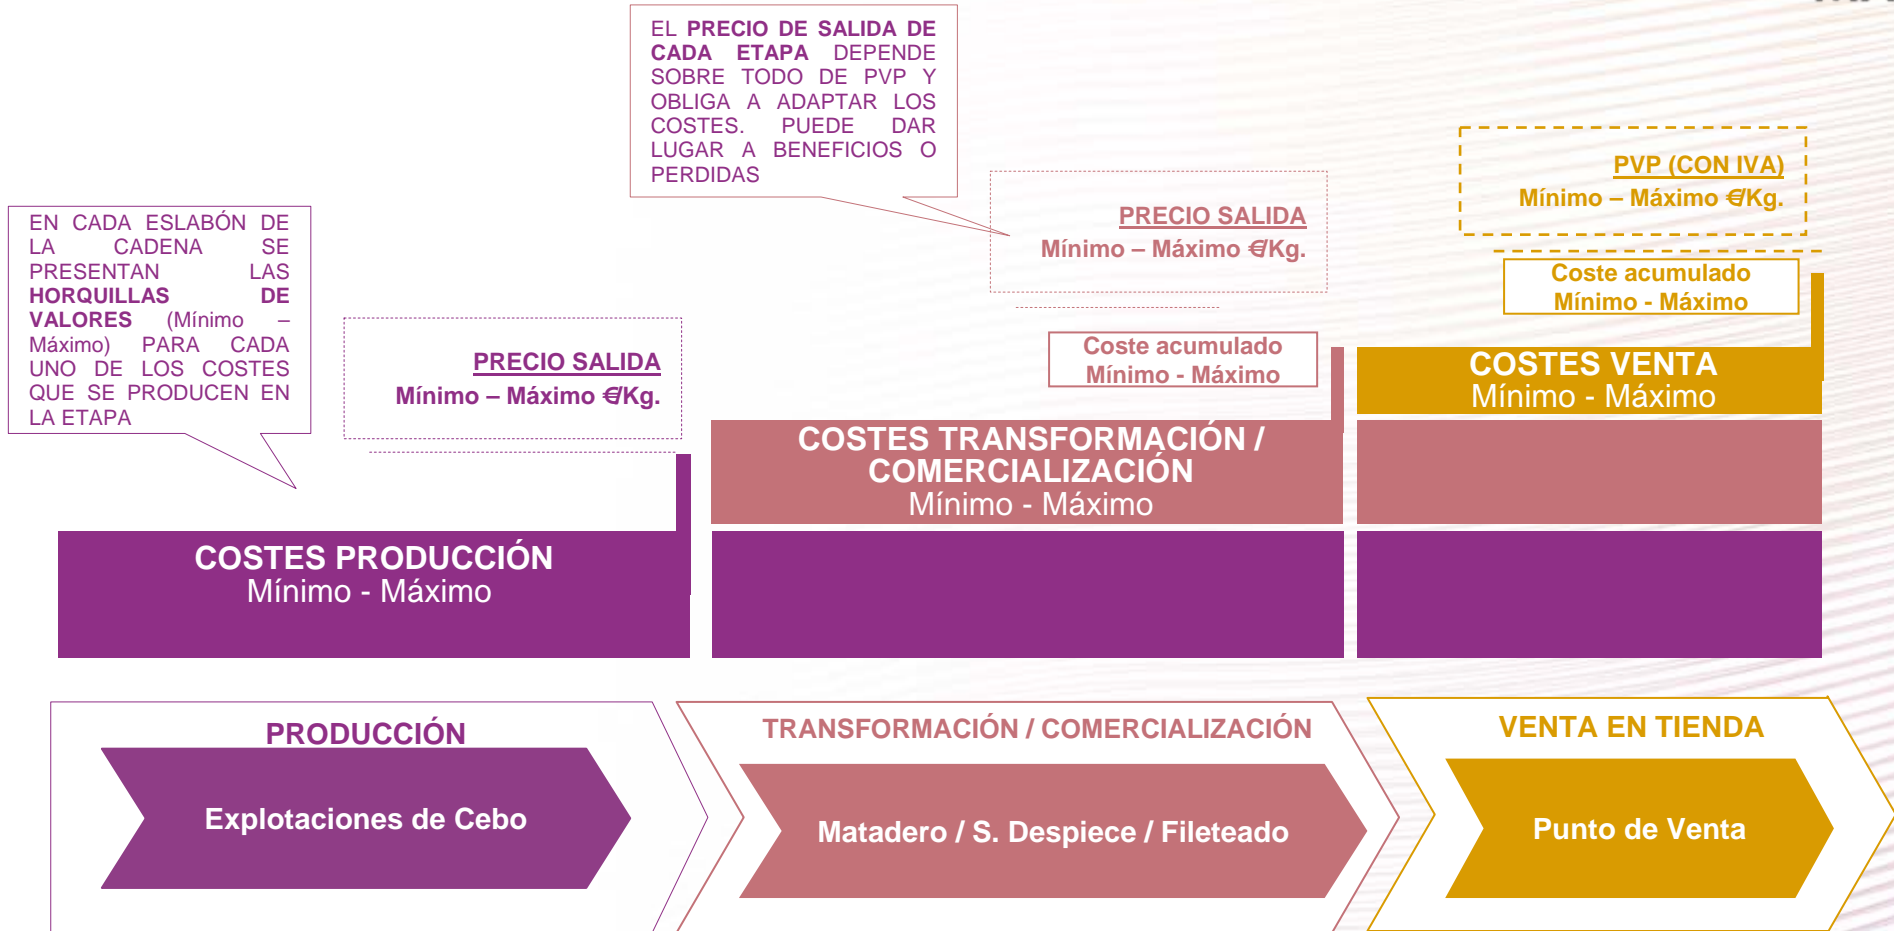 EL PRECIO DE SALIDA DE
CADA ETAPA DEPENDE
SOBRE TODO DE PVP Y
OBLIGA A ADAPTAR LOS
COSTES. PUEDE DAR
LUGAR A BENEFICIOS O
PERDIDAS
EN CADA ESLABÓN DE
LA CADENA SE
PRESENTAN LAS
HORQUILLAS DE
VALORES (Mínimo –
Máximo) PARA CADA
UNO DE LOS COSTES
QUE SE PRODUCEN EN
LA ETAPA
PRECIO SALIDA
Mínimo – Máximo €/Kg.
PRECIO SALIDA
Mínimo – Máximo €/Kg.
PVP (CON IVA)
Mínimo – Máximo €/Kg.
Coste acumulado
Mínimo - Máximo
Coste acumulado
Mínimo - Máximo
COSTES VENTA
Mínimo - Máximo
COSTES TRANSFORMACIÓN /
COMERCIALIZACIÓN
Mínimo - Máximo
COSTES PRODUCCIÓN
Mínimo - Máximo
PRODUCCIÓN
Explotaciones de Cebo
TRANSFORMACIÓN / COMERCIALIZACIÓN
Matadero / S. Despiece / Fileteado
VENTA EN TIENDA
Punto de Venta